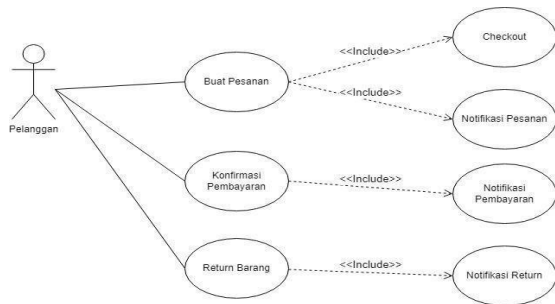 <<Include>>
Checkout
Buat Pesanan
<<Include>>
Pelanggan
Notifikasi Pesanan
Konfirmasi
Pembayaran
<<Include>>
Notifikasi
Pembayaran
Return Barang
<<Include>>
Notifikasi Return